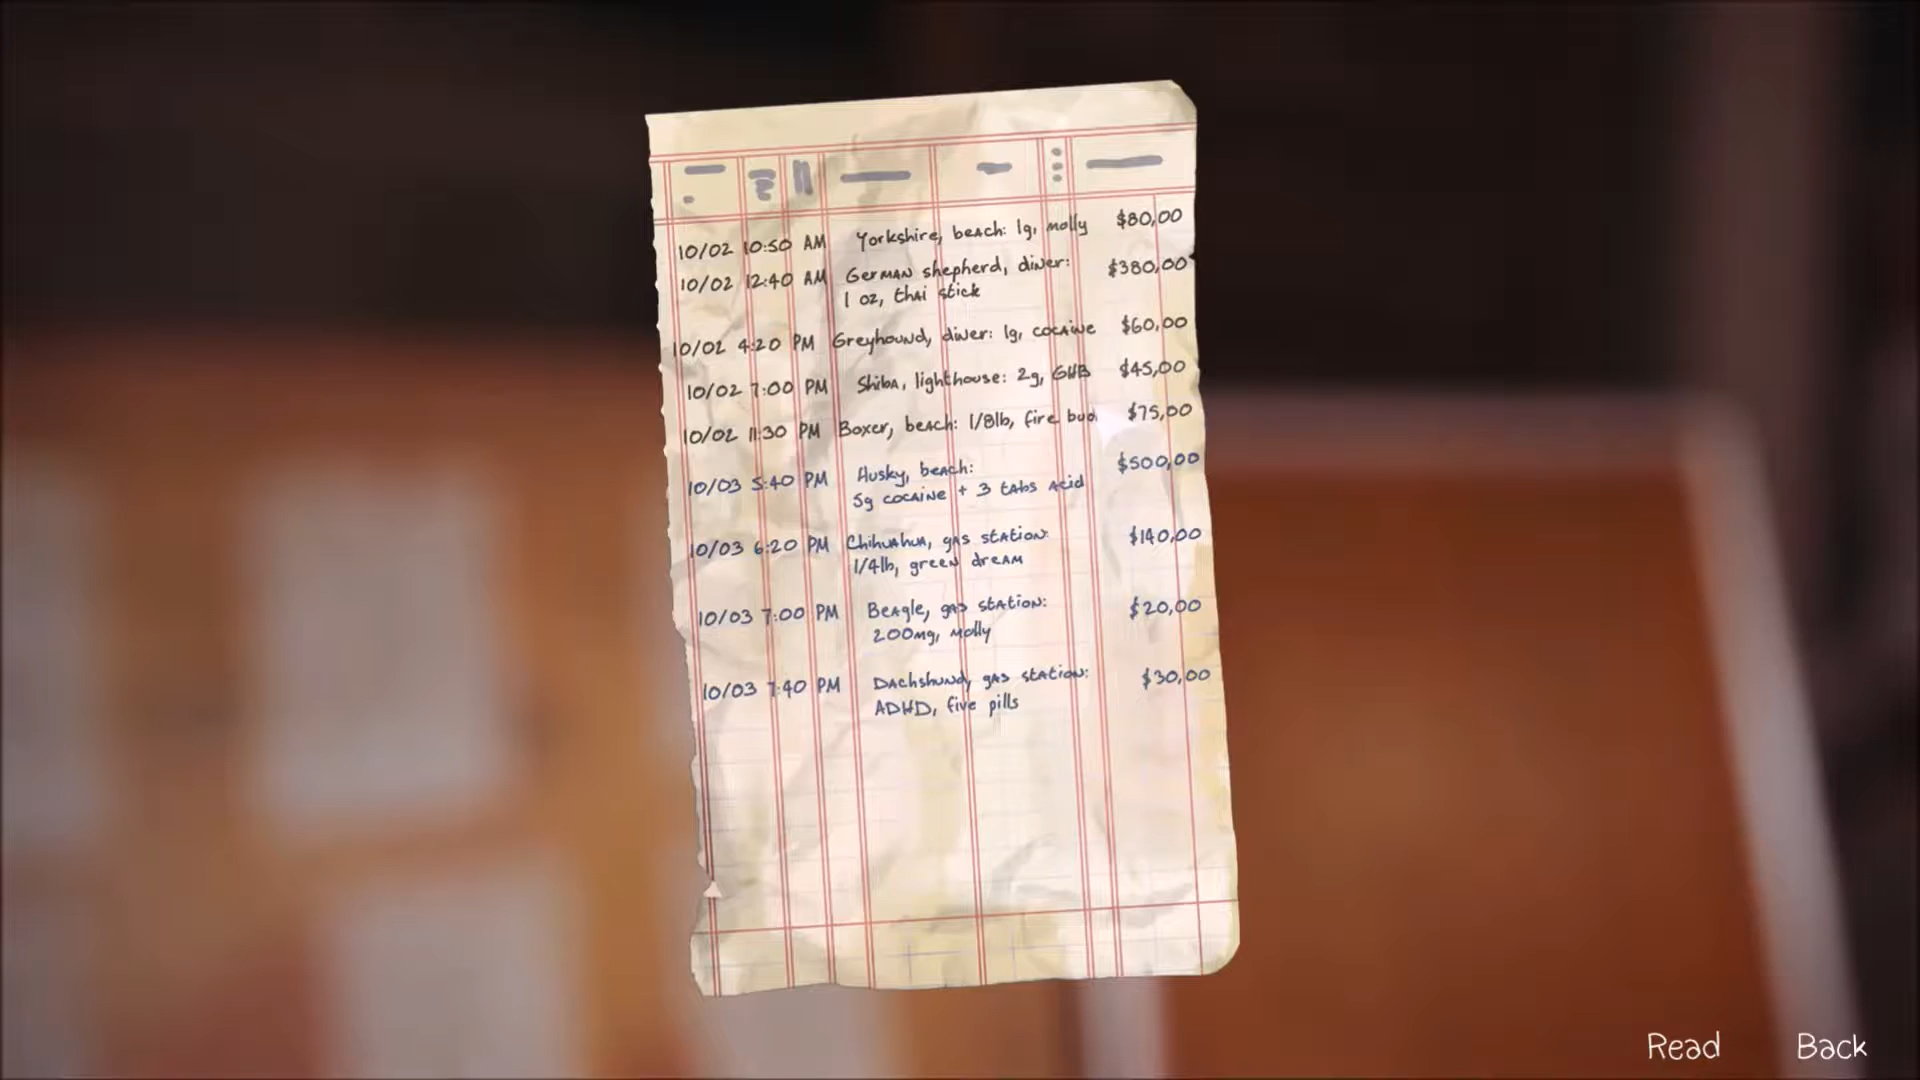 10/02 10:50 AM Yorkshire, beach: 1g, molly $80,00
10/02 12:40 AM German shepherd, diner: $380,00
1 oz, thai stick
10/02 4:20 PM Greyhound, diner: 1g, cocaine $60,00
10/02 7:00 PM Shiba, lighthouse: 2g, GHB $45,00
10/02 11:30 PM Boxer, beach: 1/8lb, fire bud $75,00
10/03 5:40 PM Husky, beach: $500,00
5g cocaine + 3 tabs acid
10/03 6:20 PM Chihuahua, gas station: $140,00
1/4lb, green dream
10/03 7:00 PM Beagle, gas station: $20,00
200mg, molly
10/03 7:40 PM Dachshund, gas station: $30,00
ADHD, five pills
Read Back